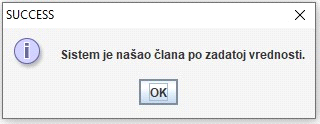 SUCCESS
Sistem je našao člana po zadatoj vrednosti.
OK